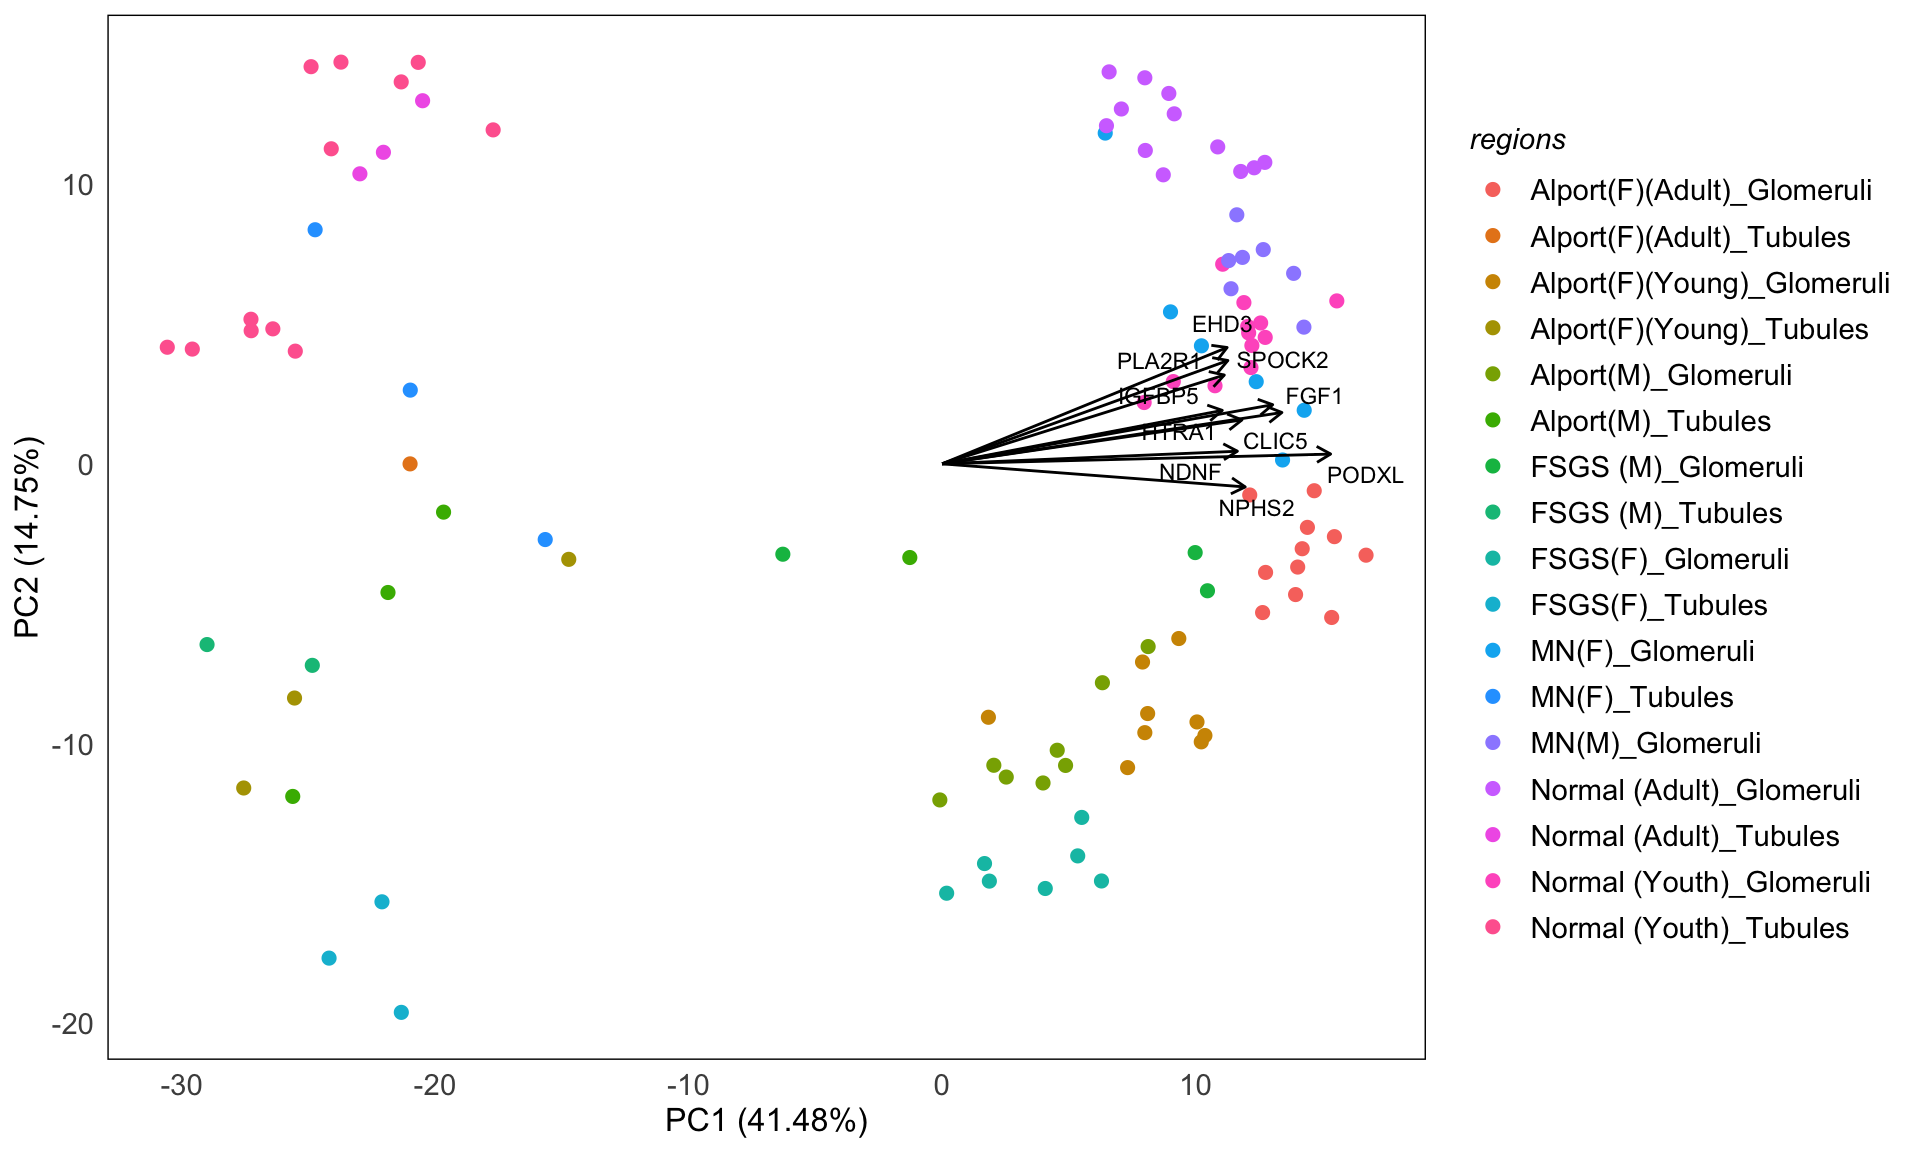 PC2 (14.75%)
10
0
-10
-20
EHD3
PLA2R1
SPOCK2
IGFBP5
FGF1
HTRA1
CLIC5
NDNF
PODXL
NPHS2
-30
-20
-10
0
10
PC1 (41.48%)
regions
Alport(F)(Adult)_Glomeruli
Alport(F)(Adult)_Tubules
Alport(F)(Young)_Glomeruli
Alport(F)(Young)_Tubules
Alport(M)_Glomeruli
Alport(M)_Tubules
FSGS (M)_Glomeruli
FSGS (M)_Tubules
FSGS(F)_Glomeruli
FSGS(F)_Tubules
MN(F)_Glomeruli
MN(F)_Tubules
MN(M)_Glomeruli
Normal (Adult)_Glomeruli
Normal (Adult)_Tubules
Normal (Youth)_Glomeruli
Normal (Youth)_Tubules